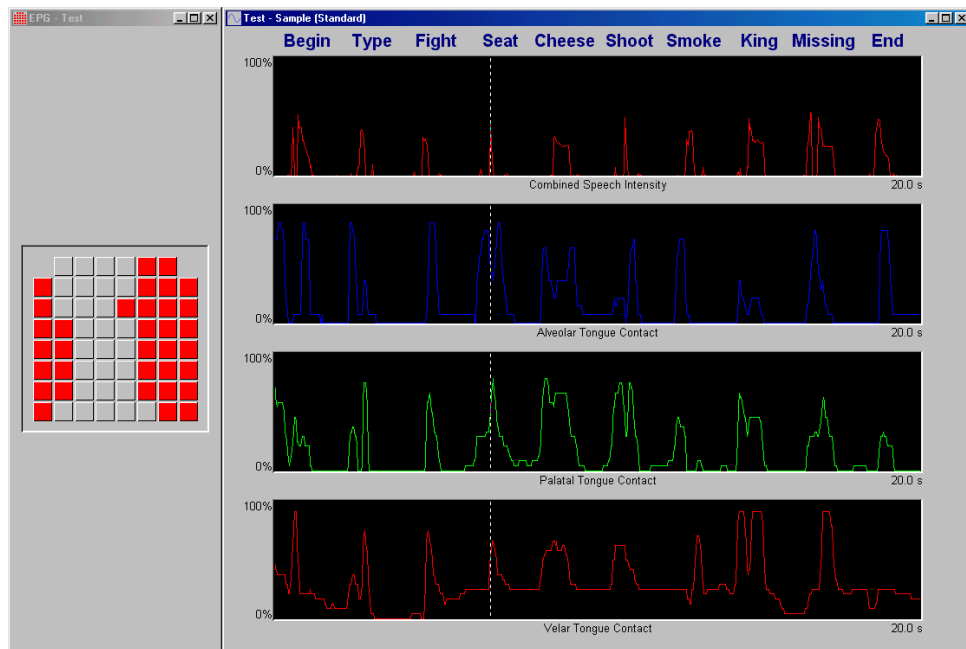 EPG - Test
Test - Sample (Standard)
Begin Type Fight Seat Cheese Shoot Smoke King Missing End
100%
0%
Combined Speech Intensity 20.0 s
100%
0%
Alveolar Tongue Contact 20.0 s
100%
0%
Palatal Tongue Contact 20.0 s
100%
0%
Velar Tongue Contact 20.0 s